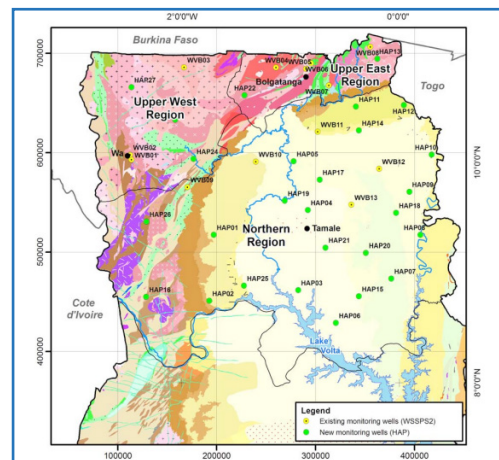 2°0'0"W
0°0'0"
Burkina Faso
700000
WVB03
WVB04
WVB05
WVB08
HAP13
WVB06
Bolgatanga
Upper East
Region
Togo
HAP27
HAP22
WVB07
Upper West
Region
HAP11
HAP12
WVB11
HAP14
600000
WVB02
Wa
WVB01
HAP24
WVB10
HAP05
HAP10
WVB12
HAP17
WVB09
HAP09
HAP19
WVB13
HAP04
HAP18
HAP26
HAP01
Northern
Region
Tamale
HAP08
HAP21
HAP20
500000
HAP25
HAP03
HAP07
HAP16
HAP02
HAP15
Cote
d'Ivoire
HAP06
Lake
Volta
400000
8°0'0"N
Legend
Existing monitoring wells (WSSPS2)
New monitoring wells (HAP)
100000
200000
300000
400000